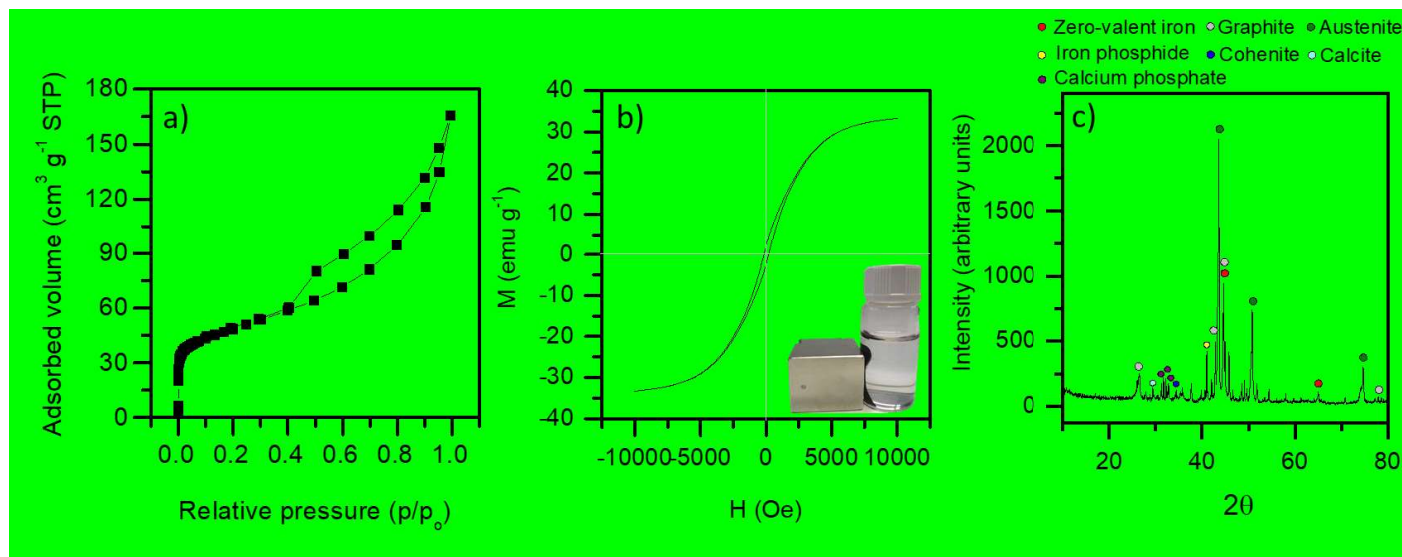 Zero-valent iron Graphite Austenite
Iron phosphide Cohenite Calcite
Calcium phosphate
a)
180
150
120
90
60
30
0
0.0 0.2 0.4 0.6 0.8 1.0
Adsorbed volume (cm³ g⁻¹ STP)
Relative pressure (p/pₒ)
b)
40
30
20
10
0
-10
-20
-30
-40
-10000 -5000 0 5000 10000
M (emu g⁻¹)
H (Oe)
c)
2000
1500
1000
500
0
20 40 60 80
Intensity (arbitrary units)
2θ